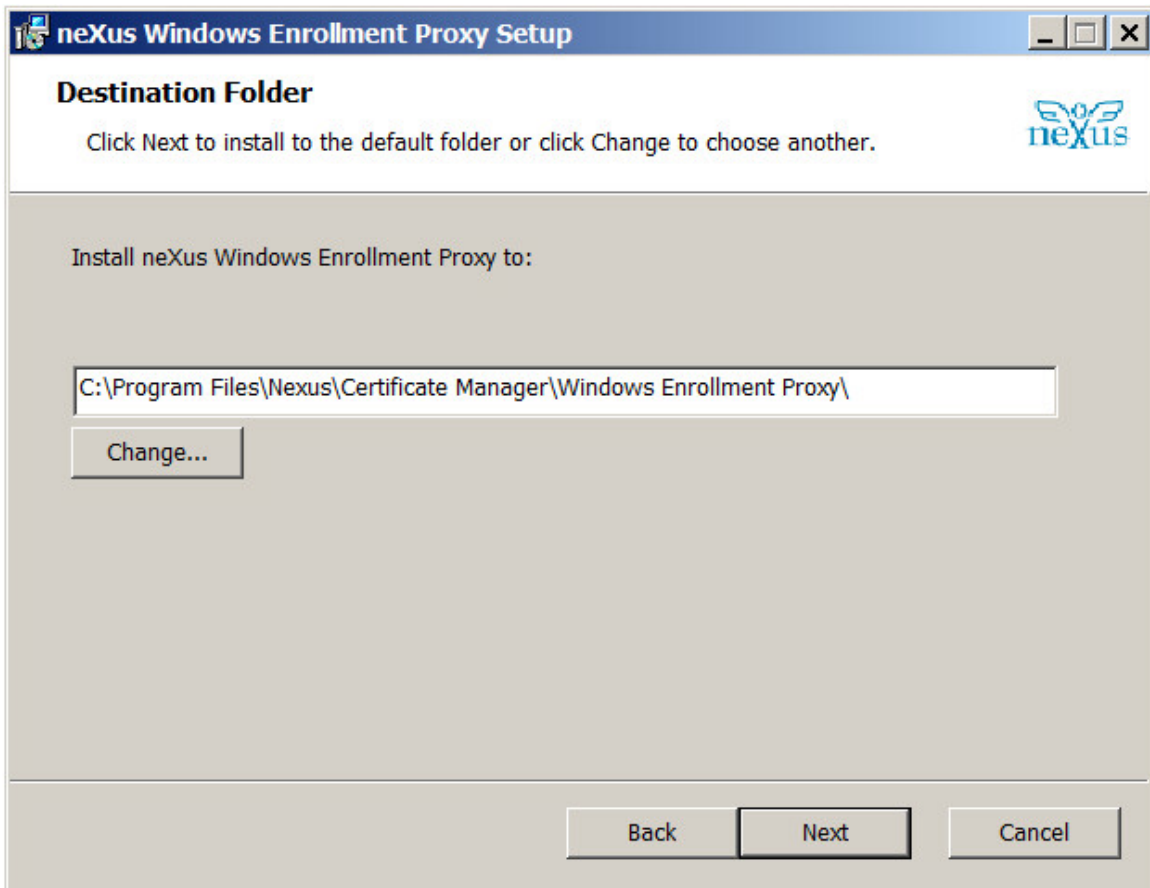 neXus Windows Enrollment Proxy Setup
Destination Folder
Click Next to install to the default folder or click Change to choose another.
neXus
Install neXus Windows Enrollment Proxy to:
C:\Program Files\Nexus\Certificate Manager\Windows Enrollment Proxy\
Change...
Back Next Cancel